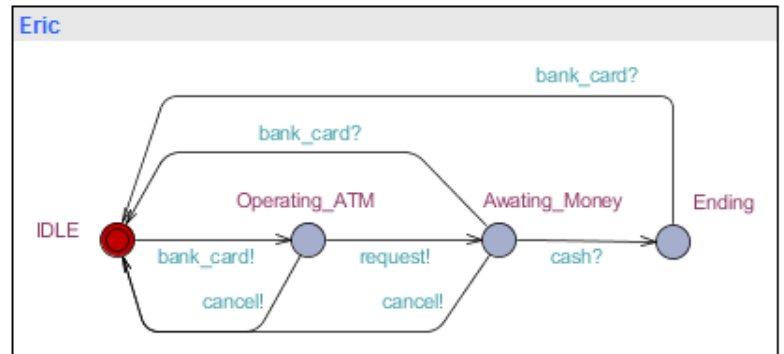 Eric
bank_card?
bank_card?
Operating_ATM
Awating_Money
Ending
IDLE
bank_card!
request!
cash?
cancel!
cancel!